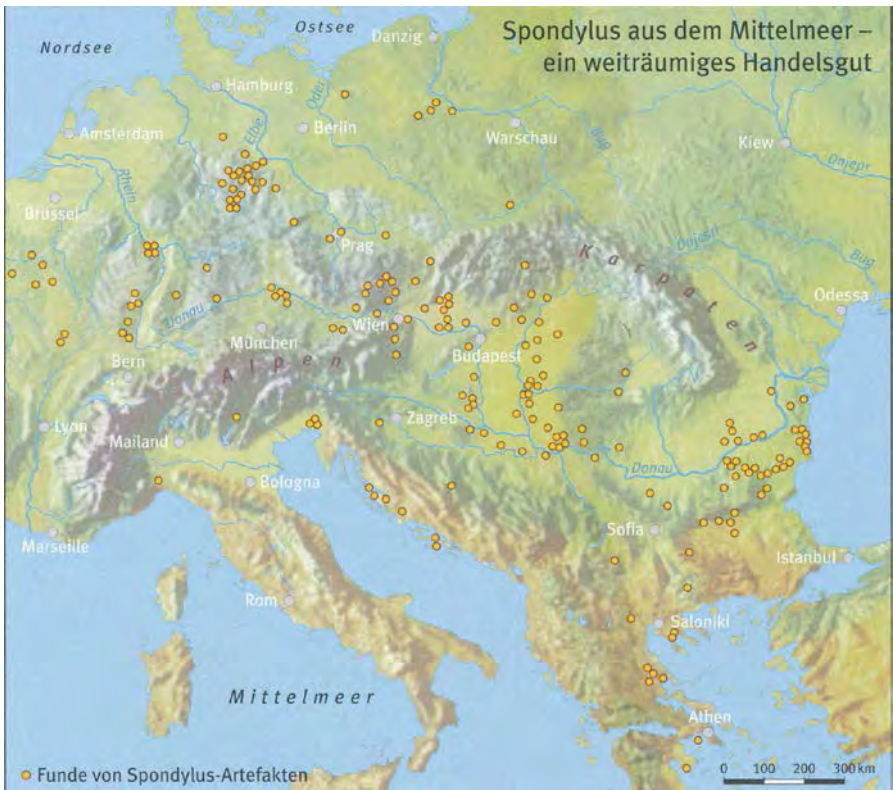 Spondylus aus dem Mittelmeer –
ein weiträumiges Handelsgut
Nordsee
Ostsee
Danzig
Hamburg
Oder
Elbe
Berlin
Amsterdam
Warschau
Bug
Kiew
Dnjepr
Rhein
Brüssel
Prag
Karpaten
Dnjestr
Bug
Odessa
Donau
Wien
München
Budapest
Bern
Alpen
Zagreb
Lyon
Mailand
Donau
Bologna
Marseille
Sofia
Istanbul
Rom
Saloniki
Mittelmeer
Athen
Funde von Spondylus-Artefakten
0 100 200 300 km